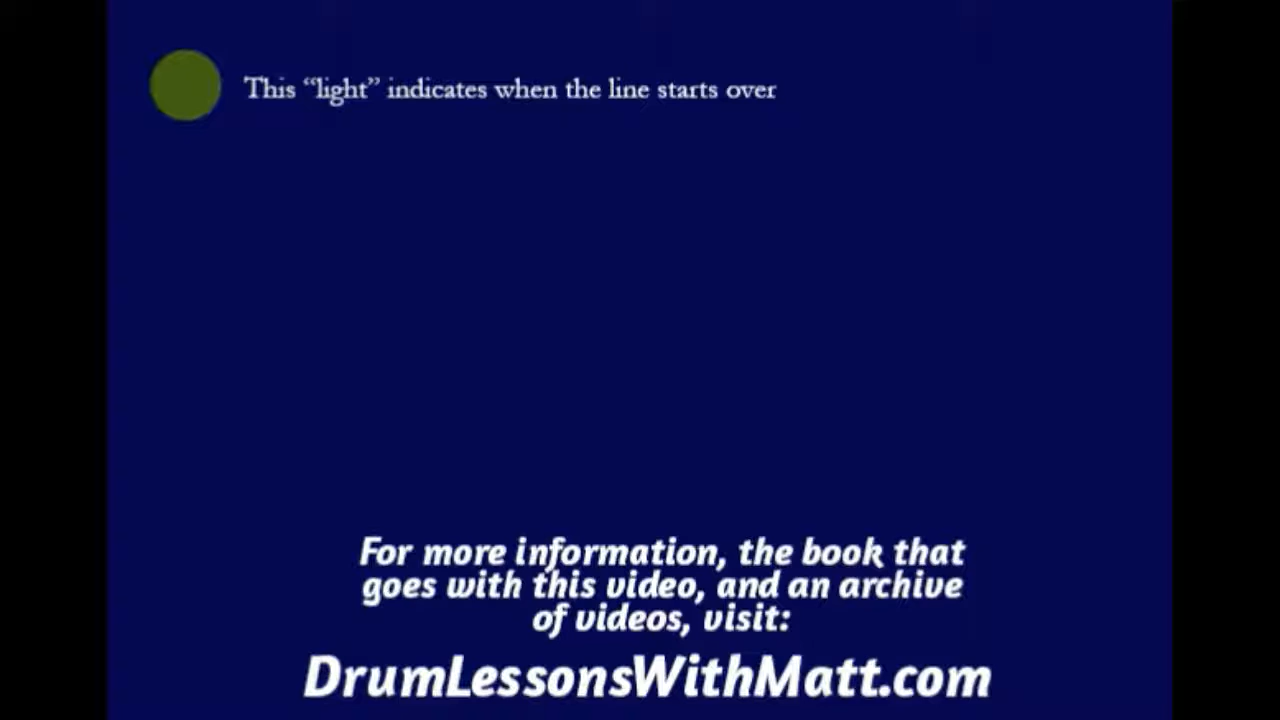 This “light” indicates when the line starts over
For more information, the book that
goes with this video, and an archive
of videos, visit:
DrumLessonsWithMatt.com